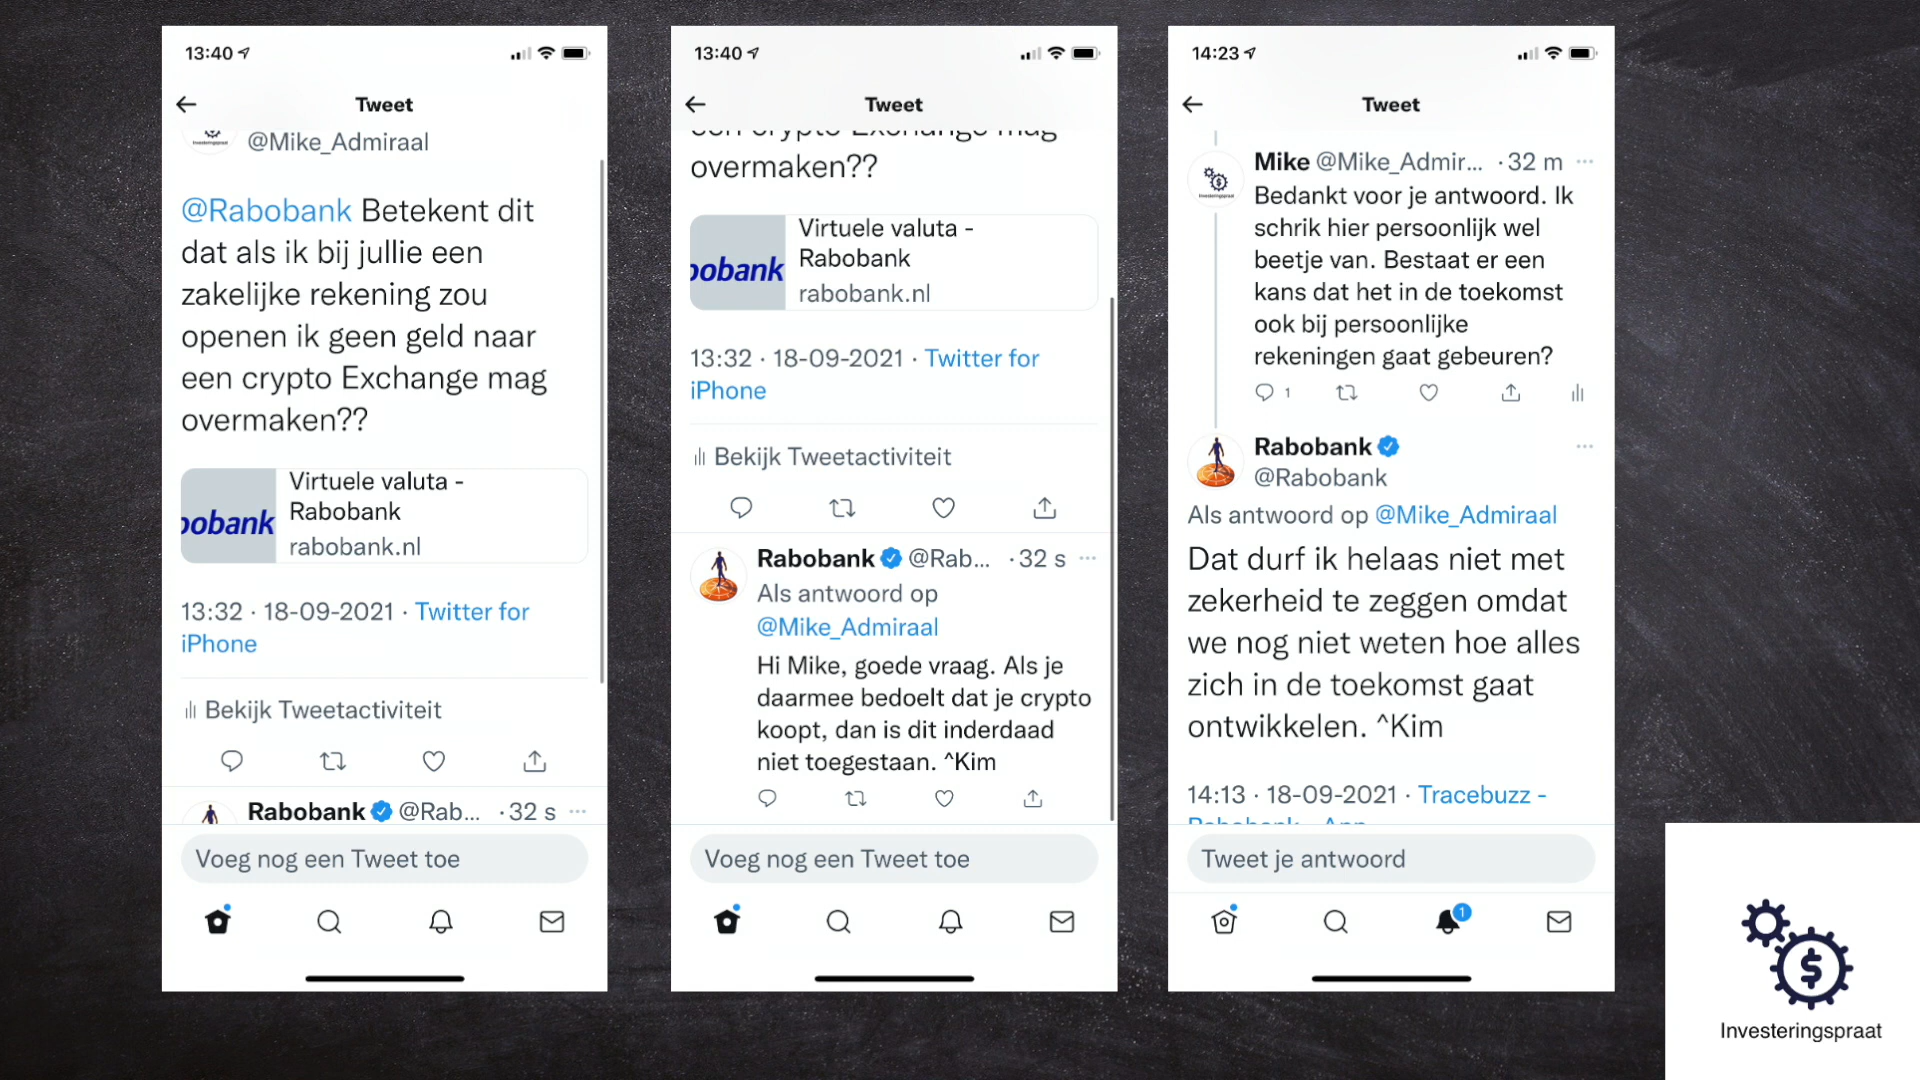 13:40
Tweet
@Mike_Admiraal
@Rabobank Betekent dit
dat als ik bij jullie een
zakelijke rekening zou
openen ik geen geld naar
een crypto Exchange mag
overmaken??
obank
Virtuele valuta -
Rabobank
rabobank.nl
13:32 · 18-09-2021 · Twitter for
iPhone
Bekijk Tweetactiviteit
Rabobank @Rab... · 32 s
Voeg nog een Tweet toe
13:40
Tweet
een crypto Exchange mag
overmaken??
obank
Virtuele valuta -
Rabobank
rabobank.nl
13:32 · 18-09-2021 · Twitter for
iPhone
Bekijk Tweetactiviteit
Rabobank @Rab... · 32 s
Als antwoord op
@Mike_Admiraal
Hi Mike, goede vraag. Als je
daarmee bedoelt dat je crypto
koopt, dan is dit inderdaad
niet toegestaan. ^Kim
Voeg nog een Tweet toe
14:23
Tweet
Mike @Mike_Admir... · 32 m
Bedankt voor je antwoord. Ik
schrik hier persoonlijk wel
beetje van. Bestaat er een
kans dat het in de toekomst
ook bij persoonlijke
rekeningen gaat gebeuren?
1
Rabobank
@Rabobank
Als antwoord op @Mike_Admiraal
Dat durf ik helaas niet met
zekerheid te zeggen omdat
we nog niet weten hoe alles
zich in de toekomst gaat
ontwikkelen. ^Kim
14:13 · 18-09-2021 · Tracebuzz -
Rabobank - App
Tweet je antwoord
1
$
Investeringspraat